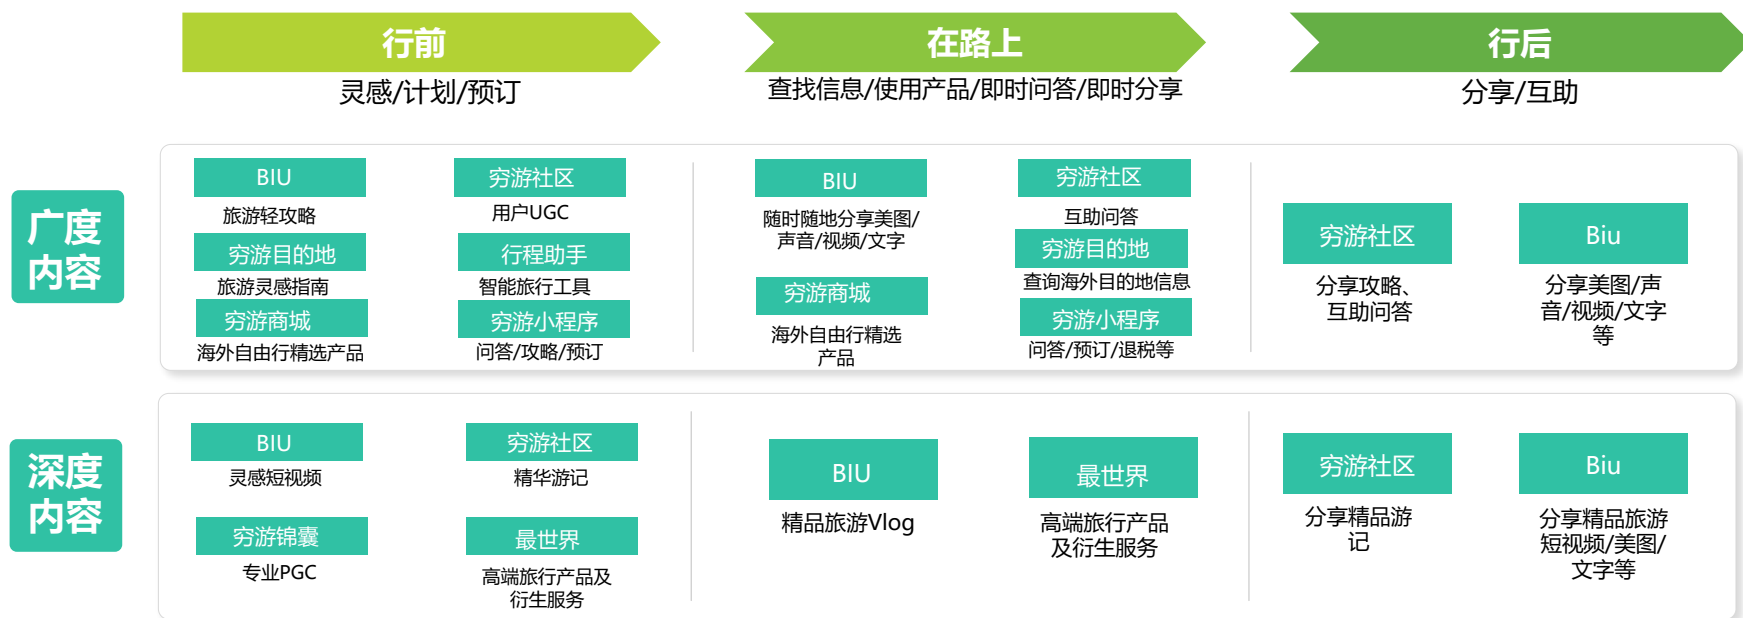 行前
灵感/计划/预订
在路上
查找信息/使用产品/即时问答/即时分享
行后
分享/互助
广度
内容
BIU
旅游轻攻略
穷游社区
用户UGC
穷游目的地
旅游灵感指南
行程助手
智能旅行工具
穷游商城
海外自由行精选产品
穷游小程序
问答/攻略/预订
BIU
随时随地分享美图/
声音/视频/文字
穷游社区
互助问答
穷游目的地
查询海外目的地信息
穷游商城
海外自由行精选
产品
穷游小程序
问答/预订/退税等
穷游社区
分享攻略、
互助问答
Biu
分享美图/声
音/视频/文字
等
深度
内容
BIU
灵感短视频
穷游社区
精华游记
穷游锦囊
专业PGC
最世界
高端旅行产品及
衍生服务
BIU
精品旅游Vlog
最世界
高端旅行产品
及衍生服务
穷游社区
分享精品游
记
Biu
分享精品旅游
短视频/美图/
文字等